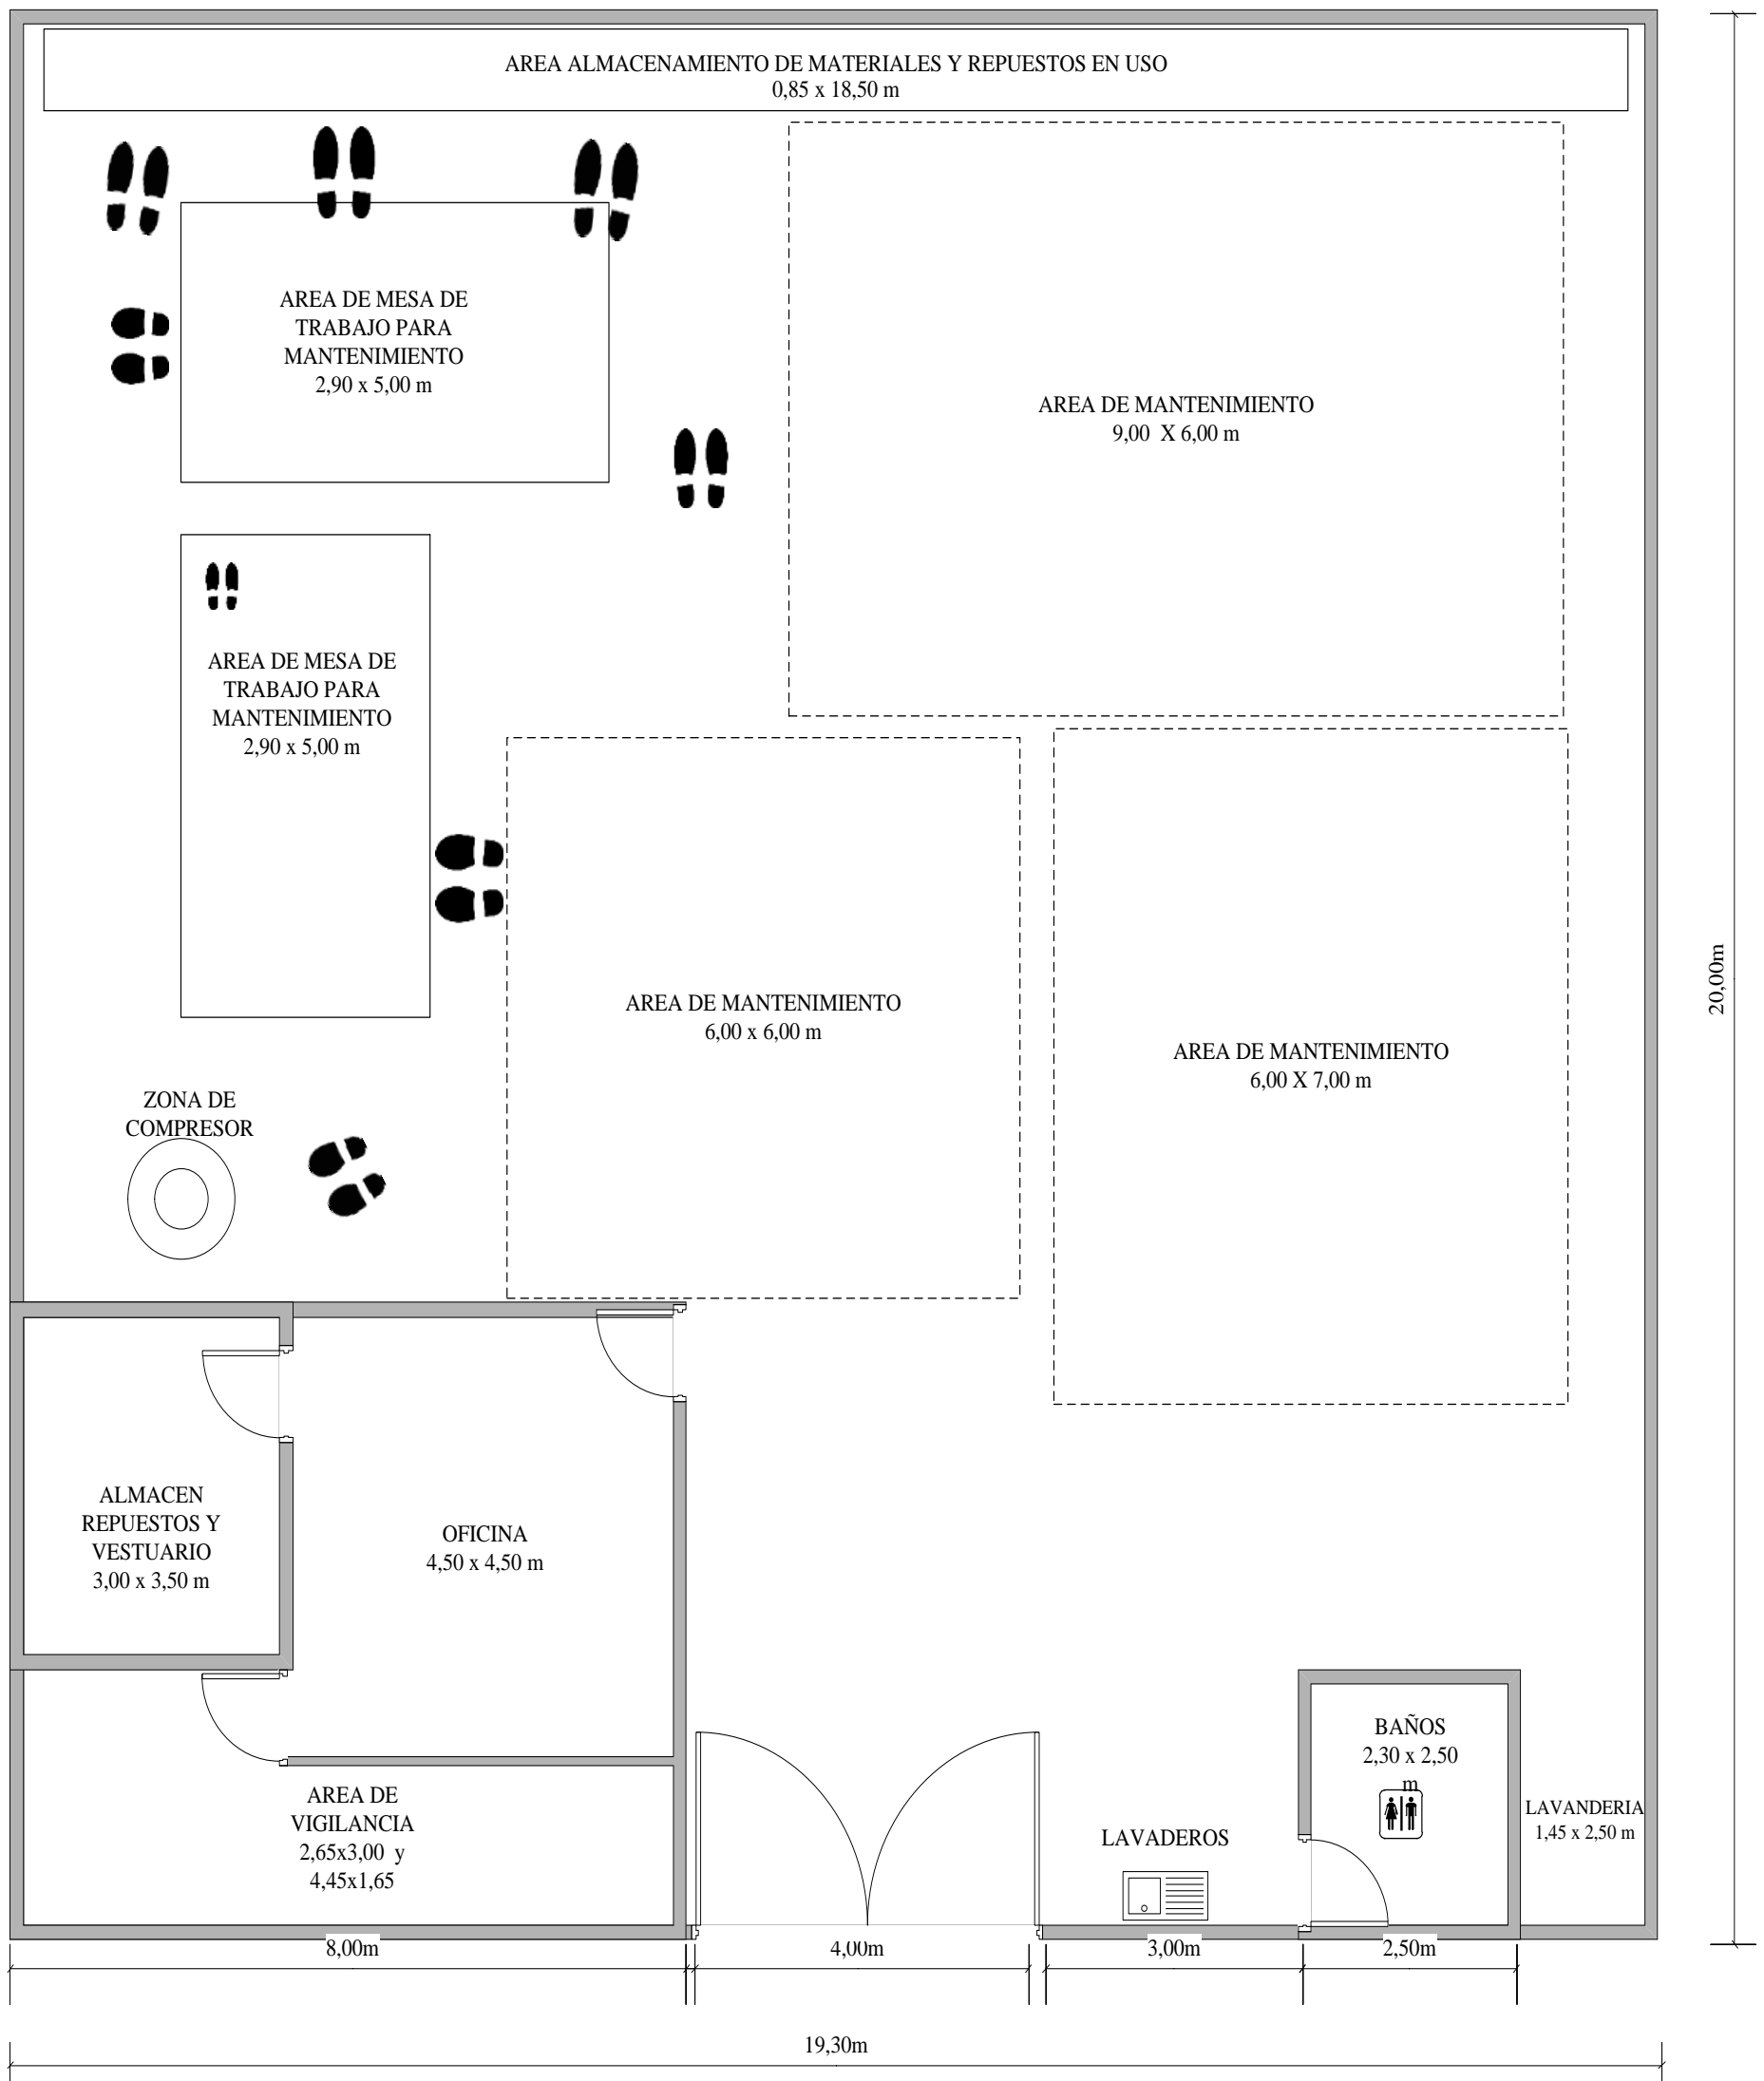 AREA ALMACENAMIENTO DE MATERIALES Y REPUESTOS EN USO
0,85 x 18,50 m
AREA DE MESA DE
TRABAJO PARA
MANTENIMIENTO
2,90 x 5,00 m
AREA DE MANTENIMIENTO
9,00 X 6,00 m
AREA DE MESA DE
TRABAJO PARA
MANTENIMIENTO
2,90 x 5,00 m
AREA DE MANTENIMIENTO
6,00 x 6,00 m
AREA DE MANTENIMIENTO
6,00 X 7,00 m
20,00m
ZONA DE
COMPRESOR
ALMACEN
REPUESTOS Y
VESTUARIO
3,00 x 3,50 m
OFICINA
4,50 x 4,50 m
AREA DE
VIGILANCIA
2,65x3,00 y
4,45x1,65
LAVADEROS
BAÑOS
2,30 x 2,50
m
LAVANDERIA
1,45 x 2,50 m
8,00m
4,00m
3,00m
2,50m
19,30m